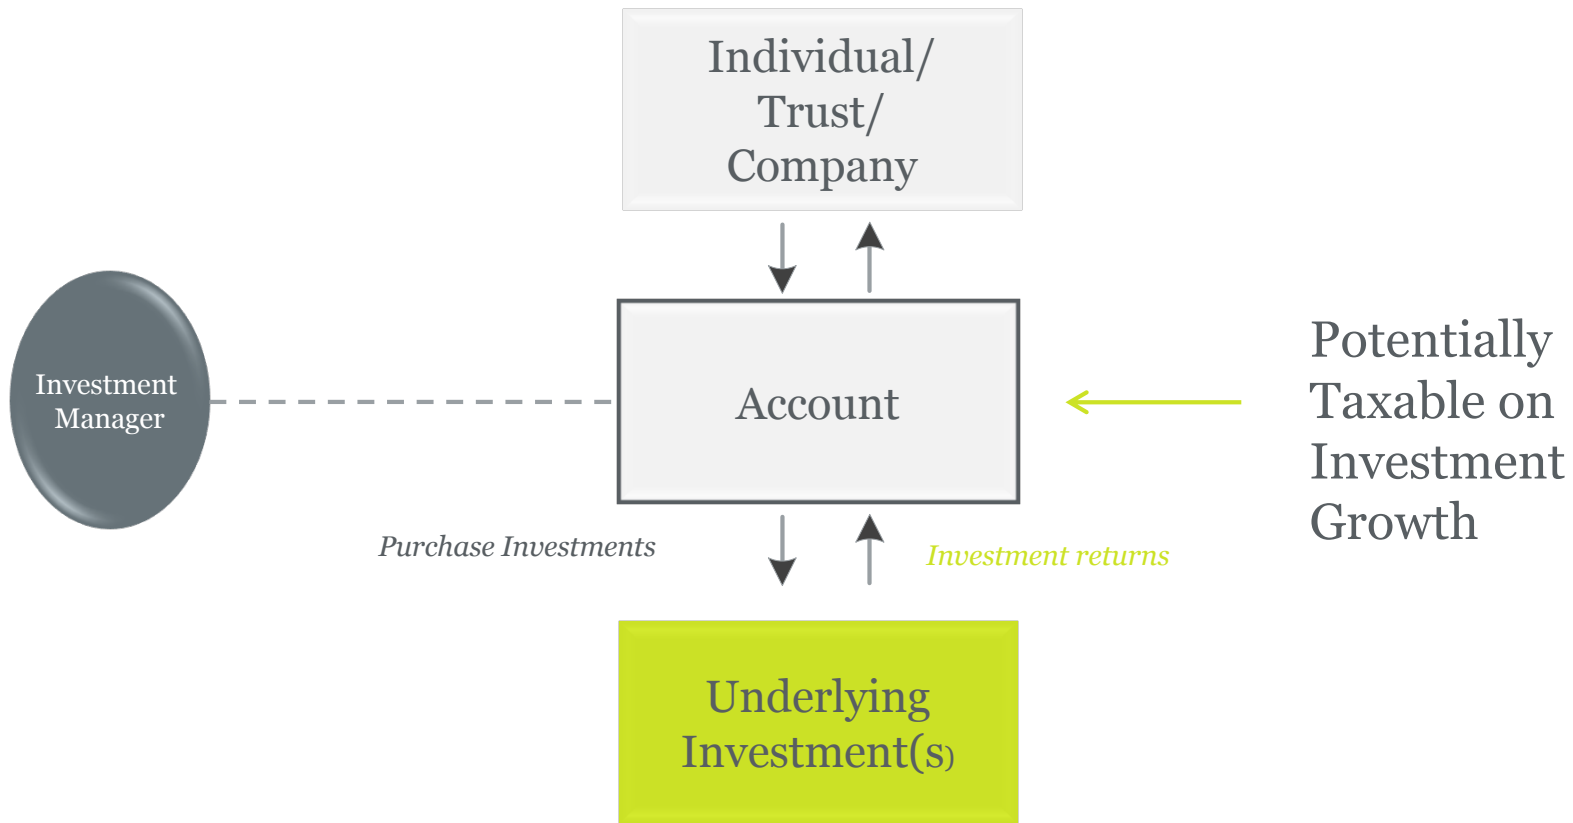 Individual/
Trust/
Company
Investment
Manager
Account
Potentially
Taxable on
Investment
Growth
Purchase Investments
Investment returns
Underlying
Investment(s)